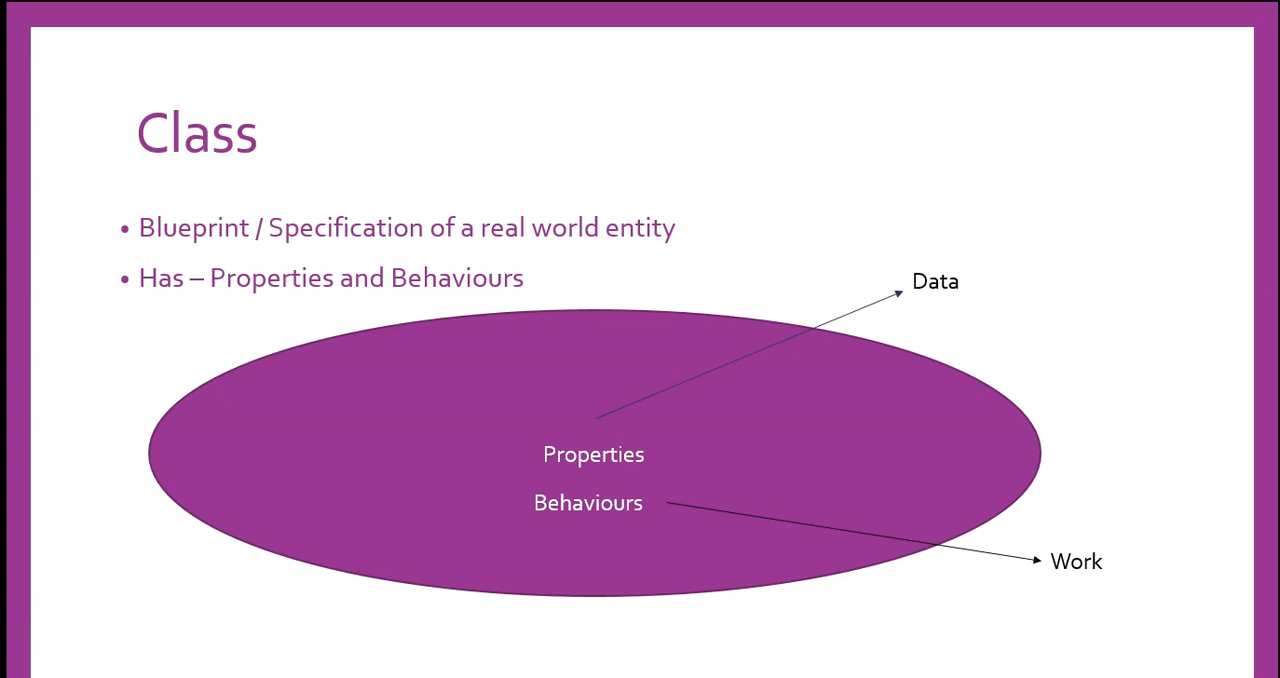 Class
• Blueprint / Specification of a real world entity
• Has – Properties and Behaviours
Data
Properties
Behaviours
Work